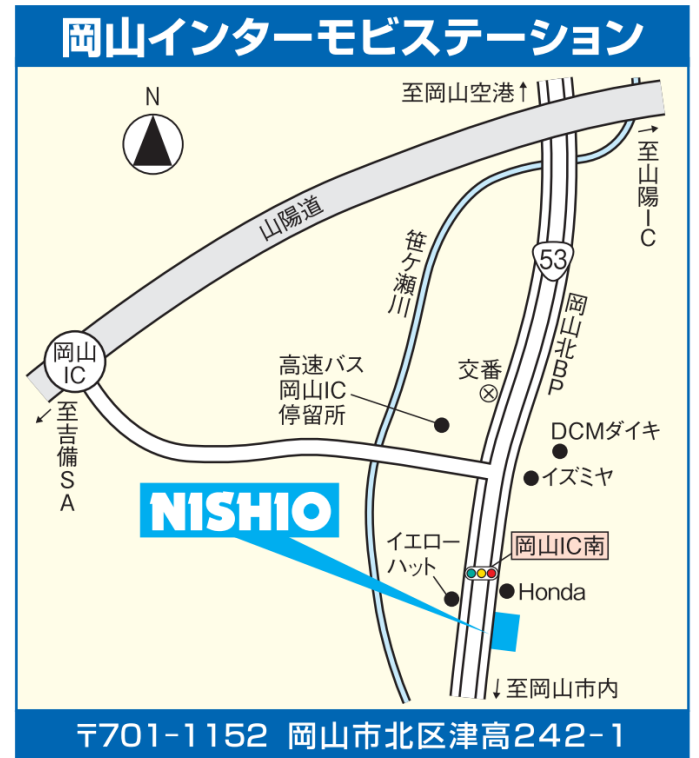 岡山インターモビステーション
N
至岡山空港↑
→至山陽IC
山陽道
笹ケ瀬川
53
岡山北BP
岡山
IC
高速バス
岡山IC
停留所
交番
DCMダイキ
イズミヤ
←至吉備SA
NISHIO
イエロー
ハット
岡山IC南
Honda
↓至岡山市内
〒701-1152 岡山市北区津高242-1